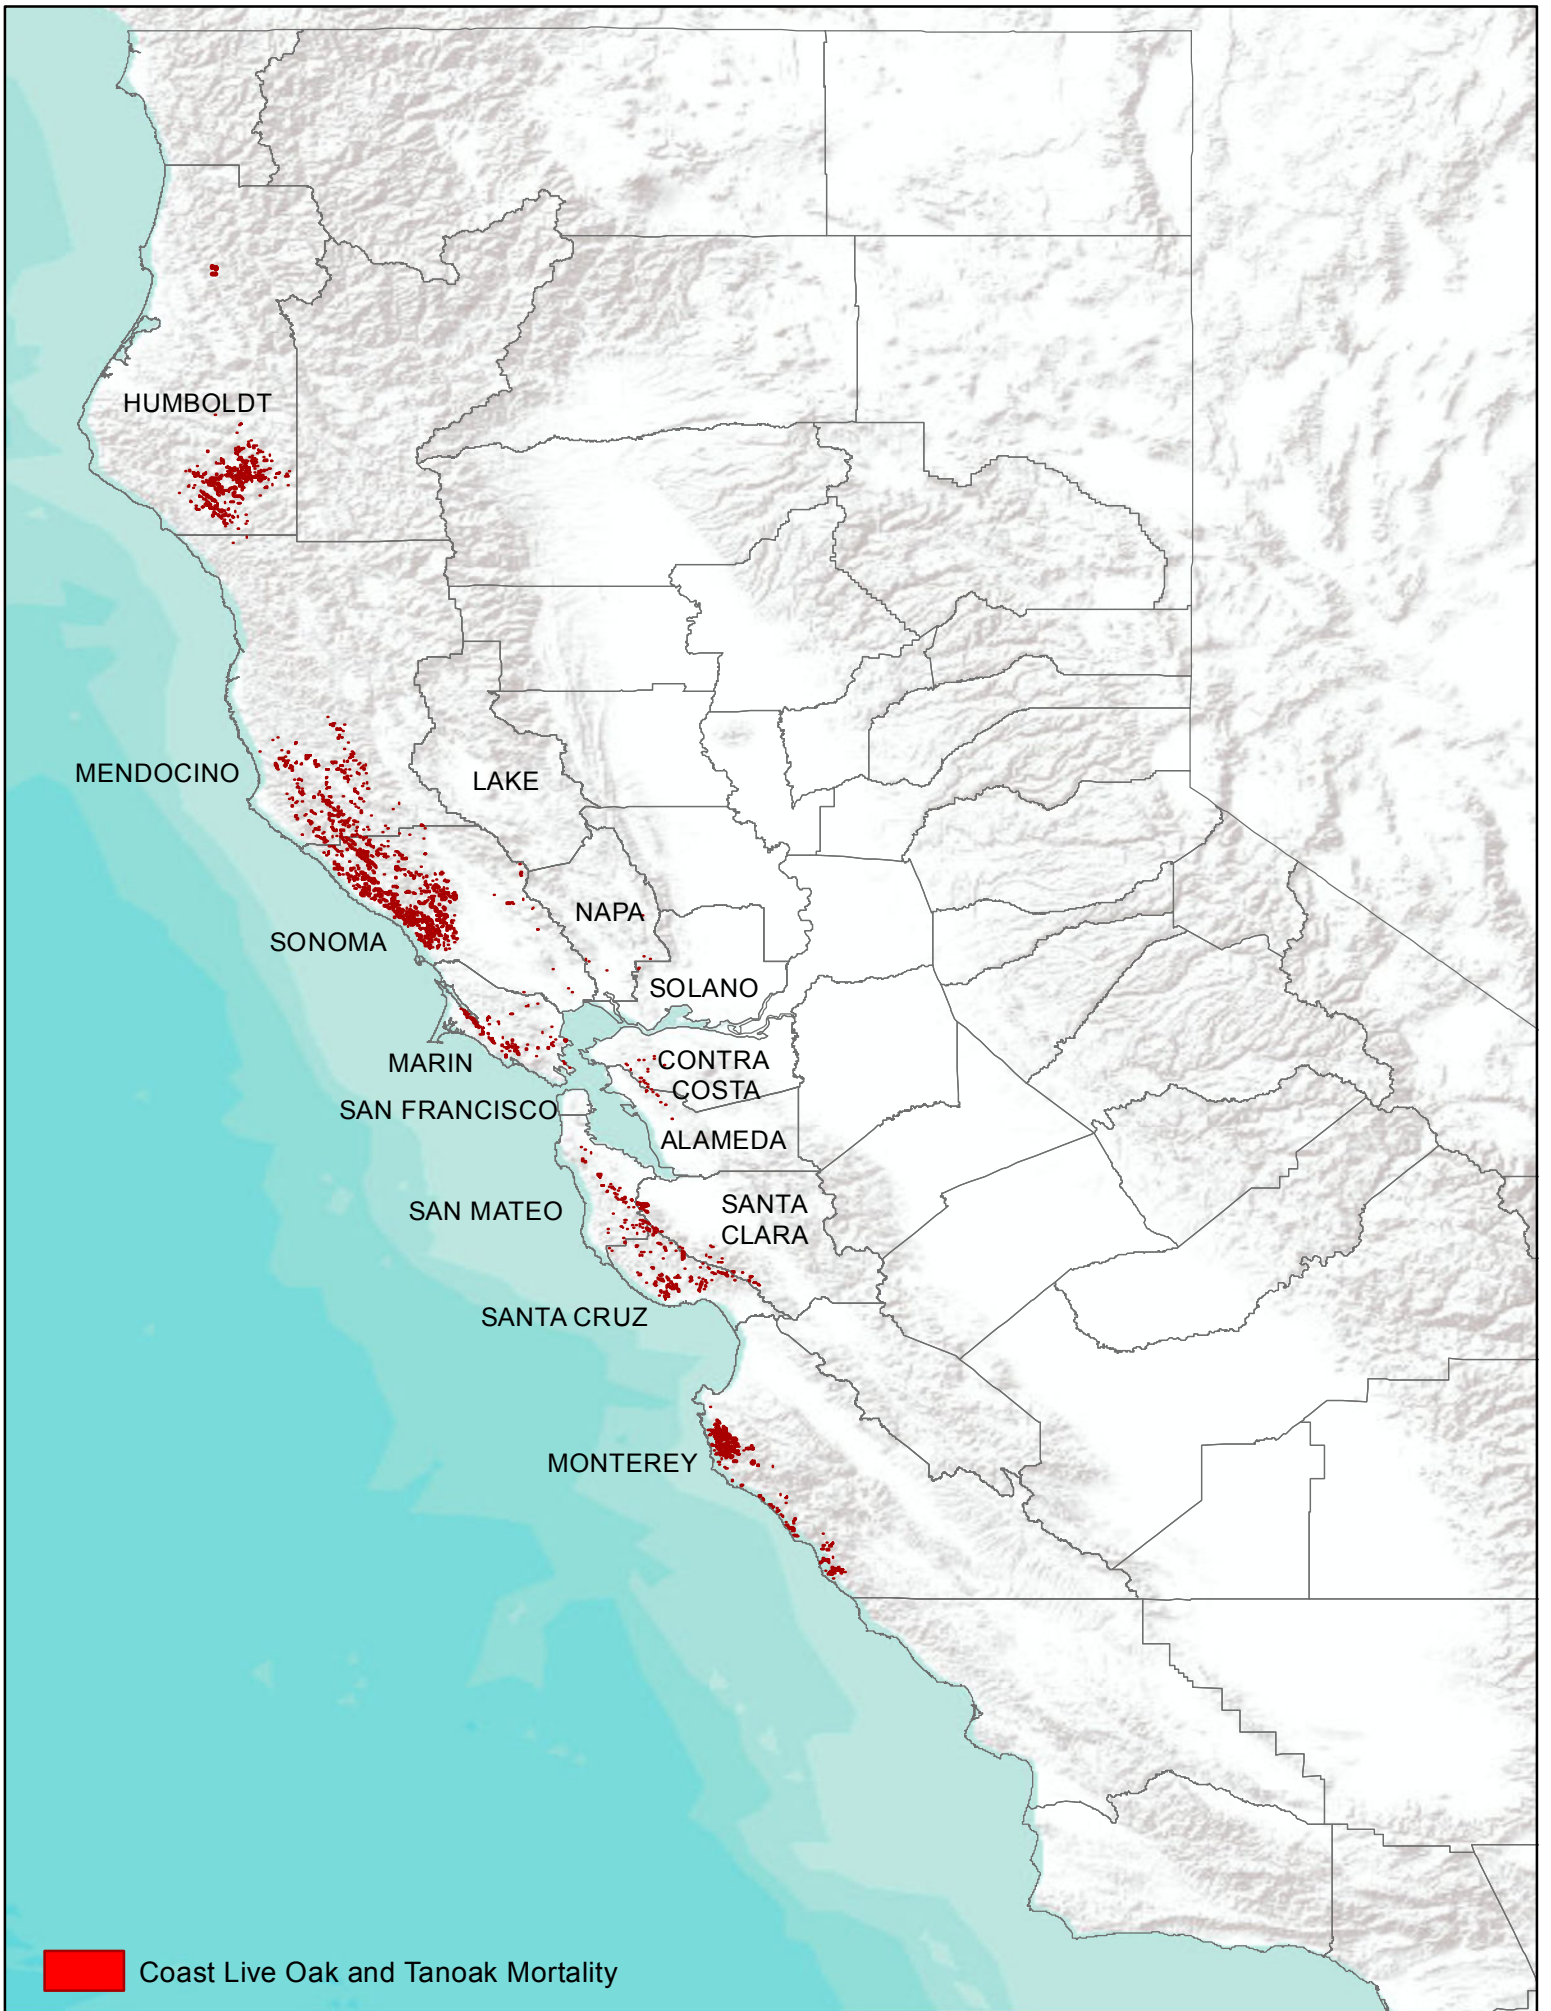 HUMBOLDT
MENDOCINO
LAKE
NAPA
SONOMA
SOLANO
MARIN
CONTRA
COSTA
SAN FRANCISCO
ALAMEDA
SAN MATEO
SANTA
CLARA
SANTA CRUZ
MONTEREY
Coast Live Oak and Tanoak Mortality